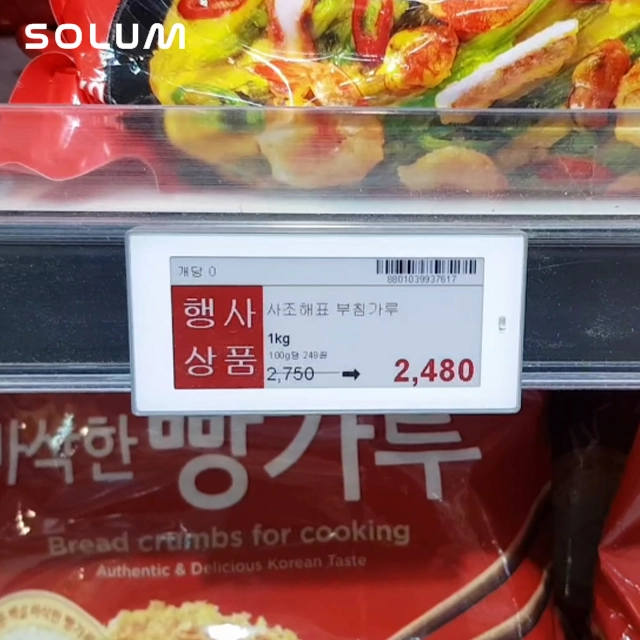 SOLUM
개당 0
8801039937617
행사
상품
사조해표 부침가루
1kg
100g당 248원
2,750
2,480
바삭한 빵가루
Bread crumbs for cooking
Authentic & Delicious Korean Taste